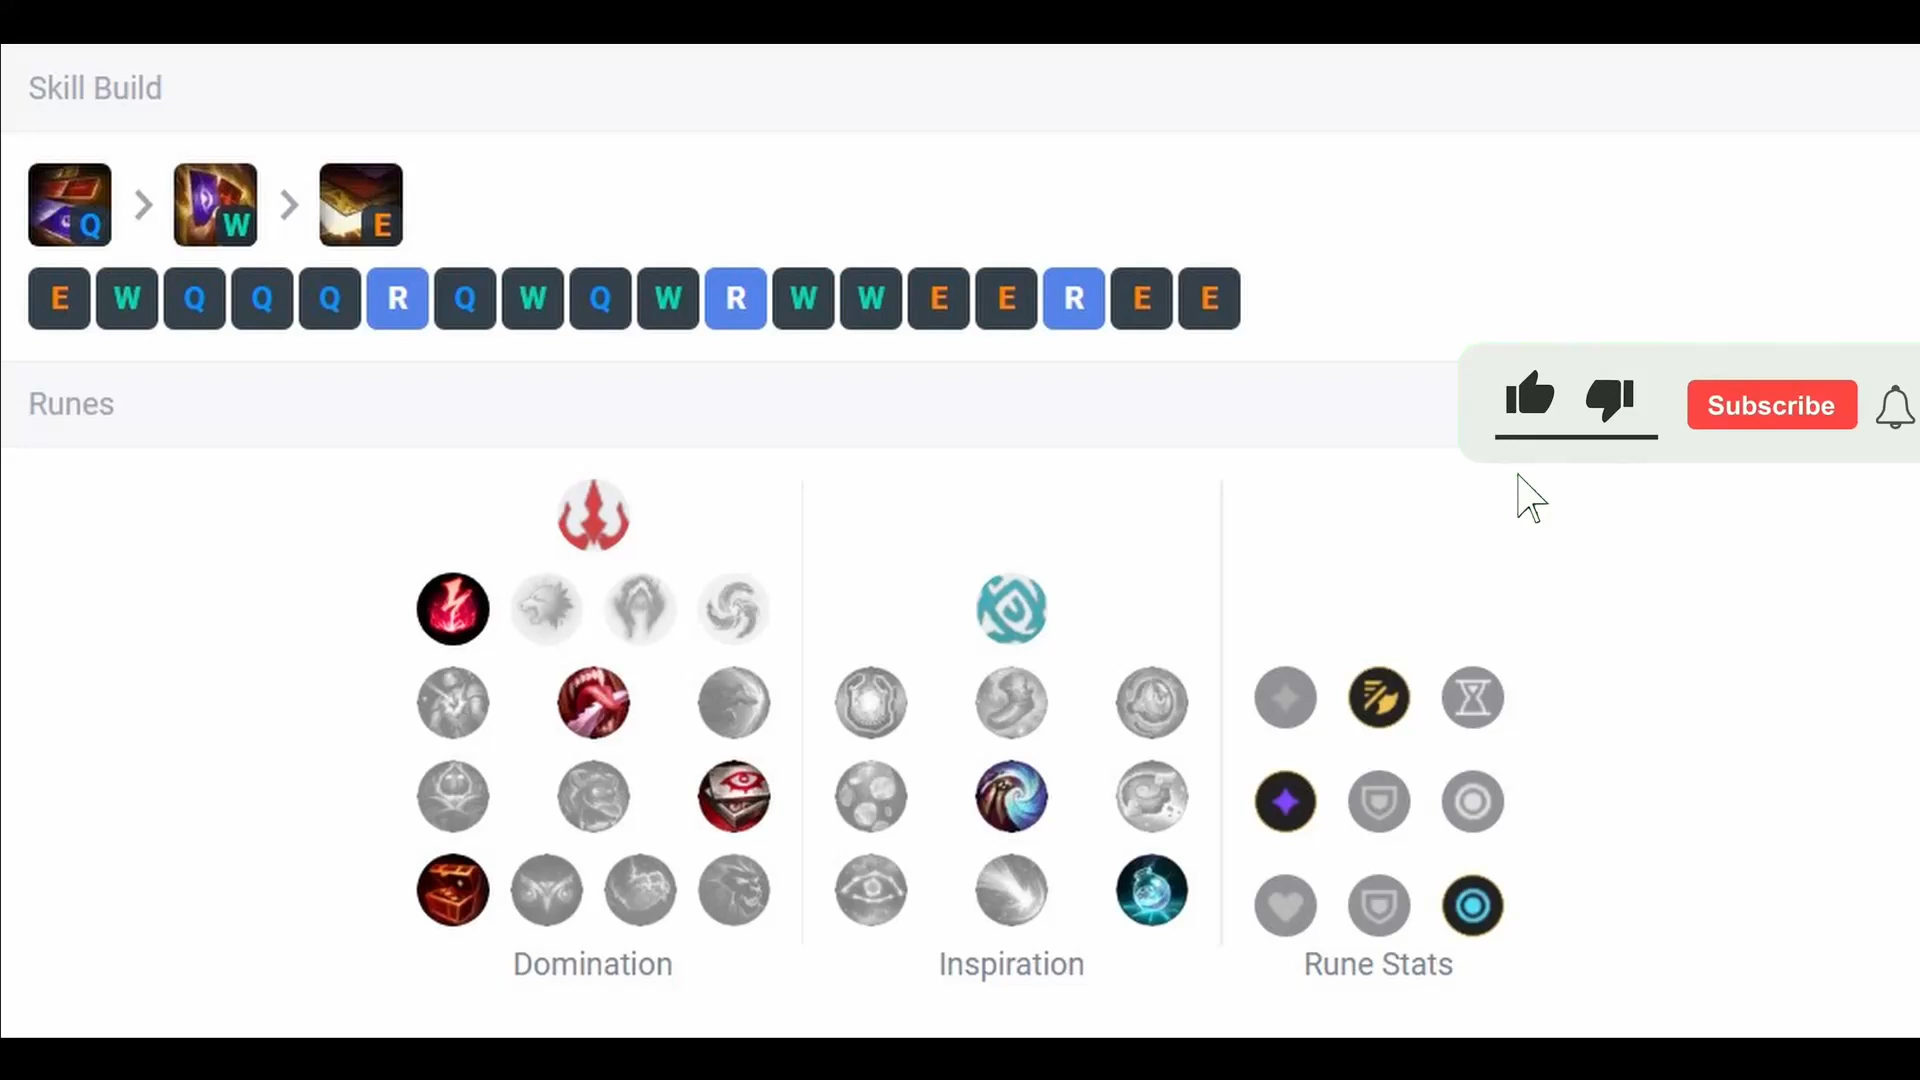 Skill Build
Q W E
E W Q Q Q R Q W Q W R W W E E R E E
Runes
Subscribe
Domination Inspiration Rune Stats